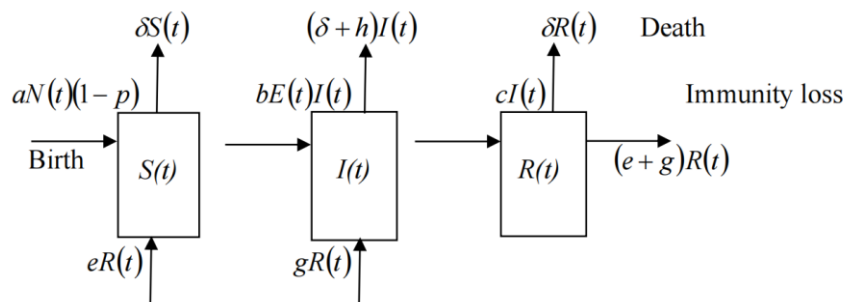 δS(t) (δ + h)I(t) δR(t) Death
aN(t)(1− p) bE(t)I(t) cI(t) Immunity loss
Birth S(t) I(t) R(t) (e + g)R(t)
eR(t) gR(t)